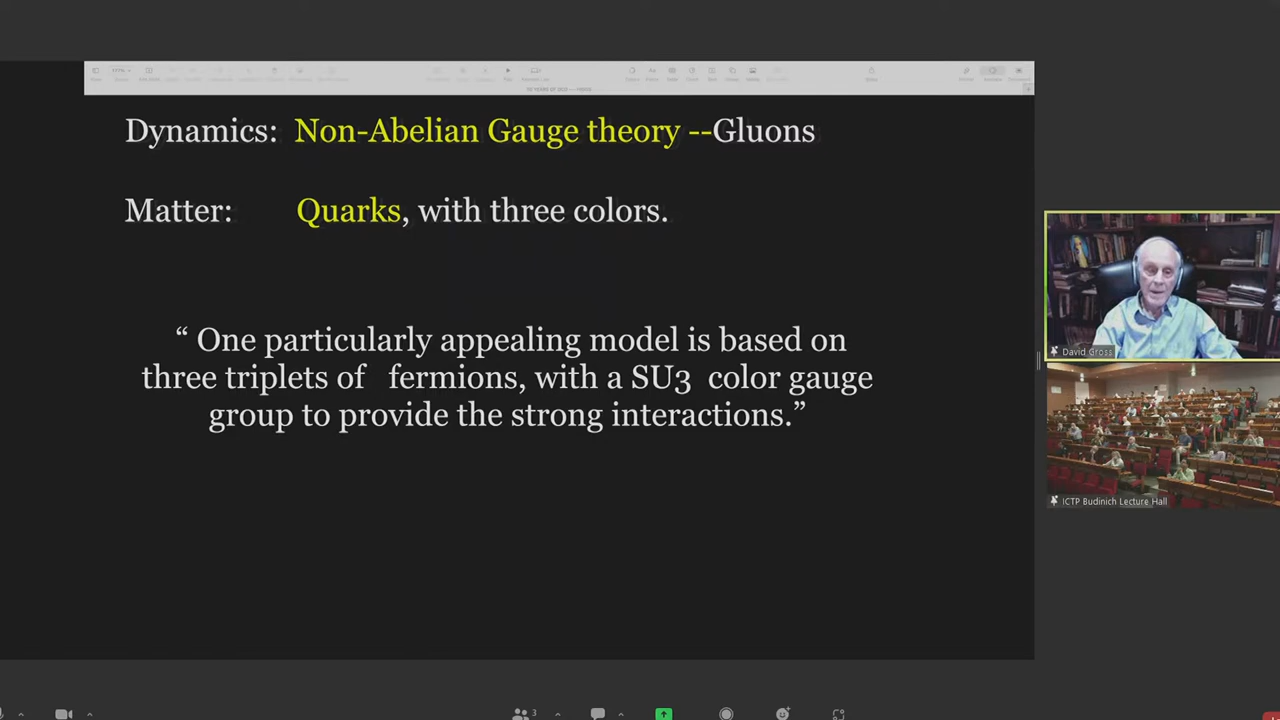 Dynamics: Non-Abelian Gauge theory --Gluons
Matter: Quarks, with three colors.
“ One particularly appealing model is based on
three triplets of fermions, with a SU3 color gauge
group to provide the strong interactions.”
David Gross
ICTP Budinich Lecture Hall
3